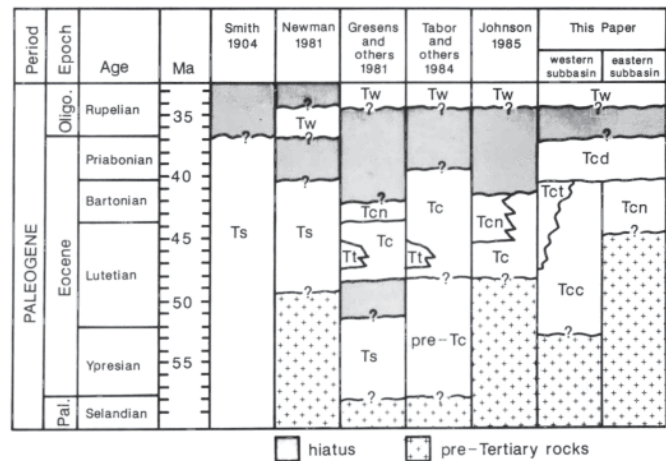 Period
Epoch
Age
Ma
Smith
1904
Newman
1981
Gresens
and
others
1981
Tabor
and
others
1984
Johnson
1985
This Paper
western
subbasin
eastern
subbasin
PALEOGENE
Oligo.
Eocene
Pal.
Rupelian
Priabonian
Bartonian
Lutetian
Ypresian
Selandian
35
40
45
50
55
?
Ts
?
Tw
?
?
Ts
?
Tw
?
?
Tcn
Tc
Tt
?
Ts
?
Tw
?
?
Tc
Tt
?
pre-Tc
?
Tw
?
?
Tcn
Tc
?
Tw
?
?
Tcd
Tct
Tcc
?
Tcn
?
hiatus
pre-Tertiary rocks